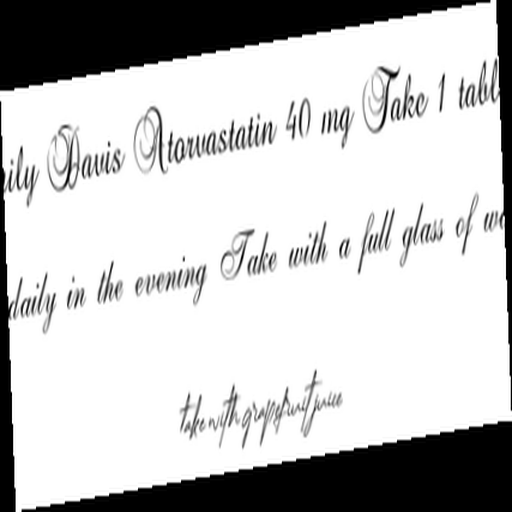 ily Davis Atorvastatin 40 mg Take 1 tabl
daily in the evening Take with a full glass of wa
take with grapefruit juice